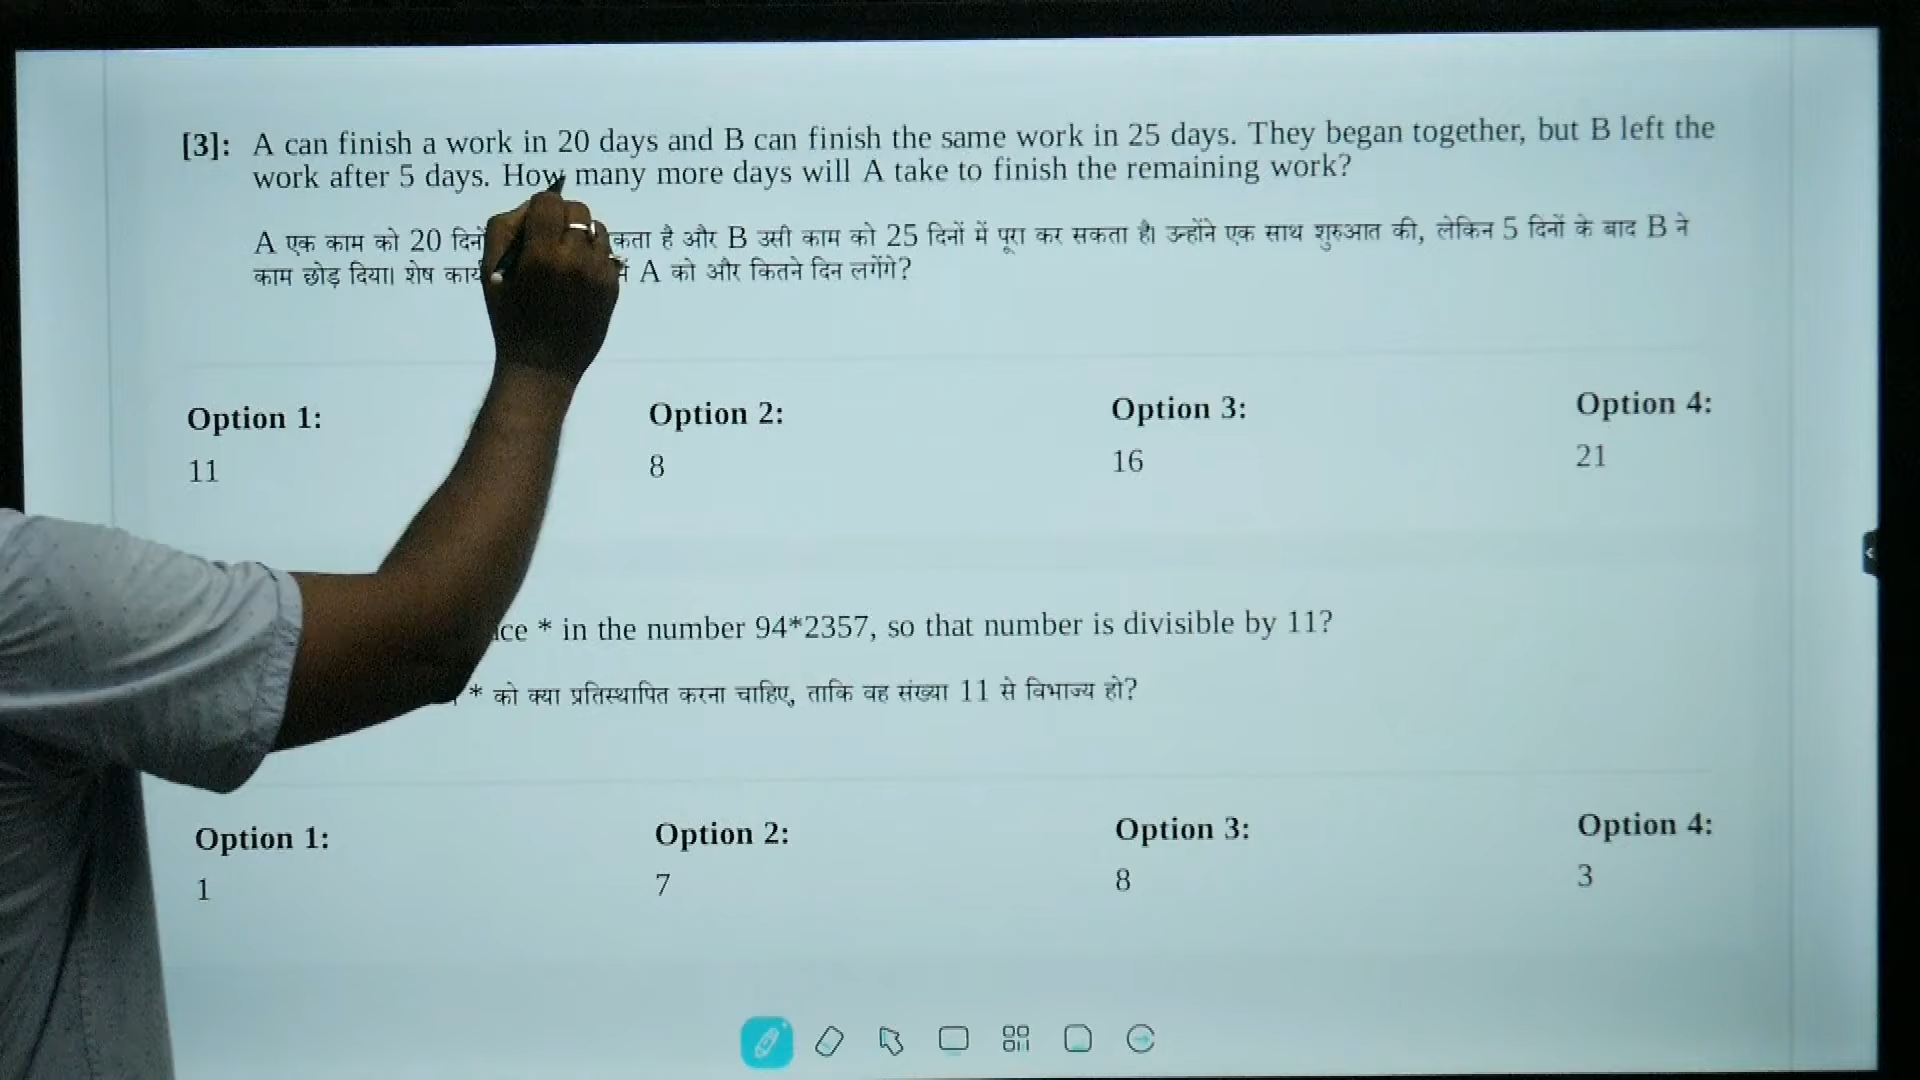 [3]: A can finish a work in 20 days and B can finish the same work in 25 days. They began together, but B left the
work after 5 days. How many more days will A take to finish the remaining work?
A एक काम को 20 दिनों कता है और B उसी काम को 25 दिनों में पूरा कर सकता है। उन्होंने एक साथ शुरुआत की, लेकिन 5 दिनों के बाद B ने
काम छोड़ दिया। शेष कार्य में A को और कितने दिन लगेंगे?
Option 1: Option 2: Option 3: Option 4:
11 8 16 21
* in the number 94*2357, so that number is divisible by 11?
* को क्या प्रतिस्थापित करना चाहिए, ताकि वह संख्या 11 से विभाज्य हो?
Option 1: Option 2: Option 3: Option 4:
1 7 8 3